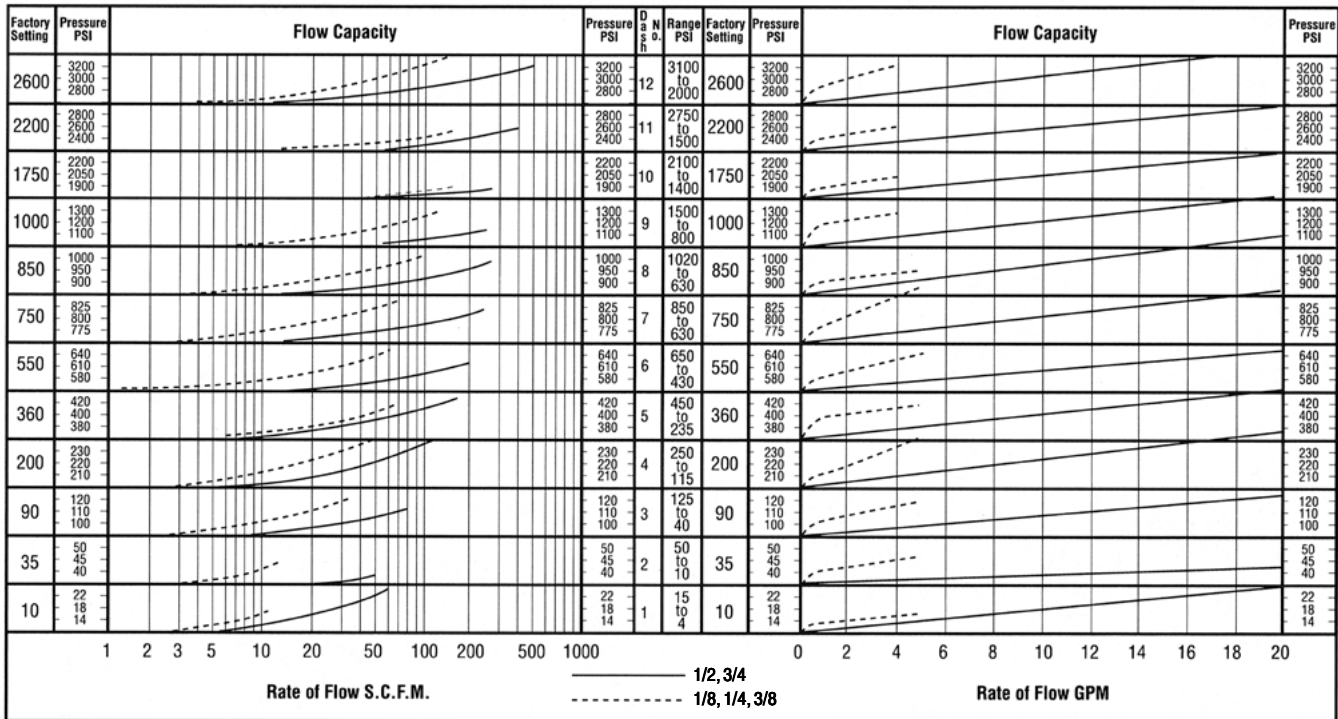 Factory Setting | Pressure PSI | Flow Capacity | Pressure PSI | Dash No. | Range PSI | Factory Setting | Pressure PSI | Flow Capacity | Pressure PSI
2600 | 3200 3000 2800 | 3200 3000 2800 | 12 | 3100 to 2000 | 2600 | 3200 3000 2800 | 3200 3000 2800
2200 | 2800 2600 2400 | 2800 2600 2400 | 11 | 2750 to 1500 | 2200 | 2800 2600 2400 | 2800 2600 2400
1750 | 2200 2050 1900 | 2200 2050 1900 | 10 | 2100 to 1400 | 1750 | 2200 2050 1900 | 2200 2050 1900
1000 | 1300 1200 1100 | 1300 1200 1100 | 9 | 1500 to 800 | 1000 | 1300 1200 1100 | 1300 1200 1100
850 | 1000 950 900 | 1000 950 900 | 8 | 1020 to 630 | 850 | 1000 950 900 | 1000 950 900
750 | 825 800 775 | 825 800 775 | 7 | 850 to 630 | 750 | 825 800 775 | 825 800 775
550 | 640 610 580 | 640 610 580 | 6 | 650 to 430 | 550 | 640 610 580 | 640 610 580
360 | 420 400 380 | 420 400 380 | 5 | 450 to 235 | 360 | 420 400 380 | 420 400 380
200 | 230 220 210 | 230 220 210 | 4 | 250 to 115 | 200 | 230 220 210 | 230 220 210
90 | 120 110 100 | 120 110 100 | 3 | 125 to 40 | 90 | 120 110 100 | 120 110 100
35 | 50 45 40 | 50 45 40 | 2 | 50 to 10 | 35 | 50 45 40 | 50 45 40
10 | 22 18 14 | 22 18 14 | 1 | 15 to 4 | 10 | 22 18 14 | 22 18 14
1 2 3 5 10 20 50 100 200 500 1000 | 0 2 4 6 8 10 12 14 16 18 20
Rate of Flow S.C.F.M. | 1/2, 3/4 | Rate of Flow GPM
1/8, 1/4, 3/8